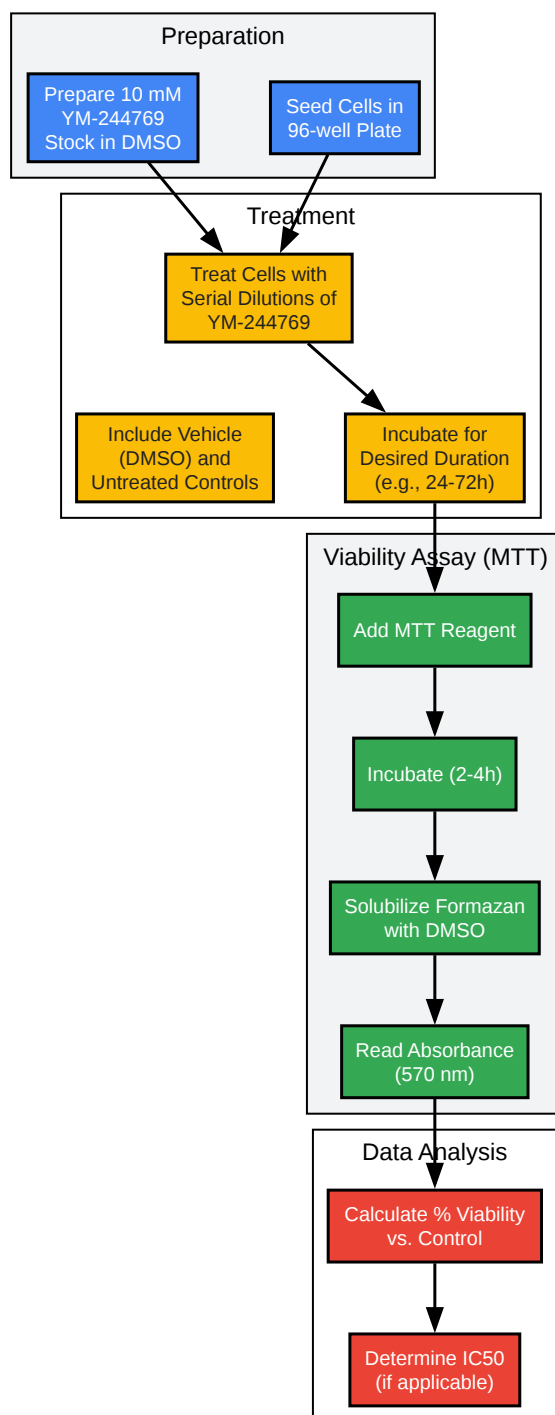 Preparation
Prepare 10 mM
YM-244769
Stock in DMSO
Seed Cells in
96-well Plate
Treatment
Treat Cells with
Serial Dilutions of
YM-244769
Include Vehicle
(DMSO) and
Untreated Controls
Incubate for
Desired Duration
(e.g., 24-72h)
Viability Assay (MTT)
Add MTT Reagent
Incubate (2-4h)
Solubilize Formazan
with DMSO
Read Absorbance
(570 nm)
Data Analysis
Calculate % Viability
vs. Control
Determine IC50
(if applicable)